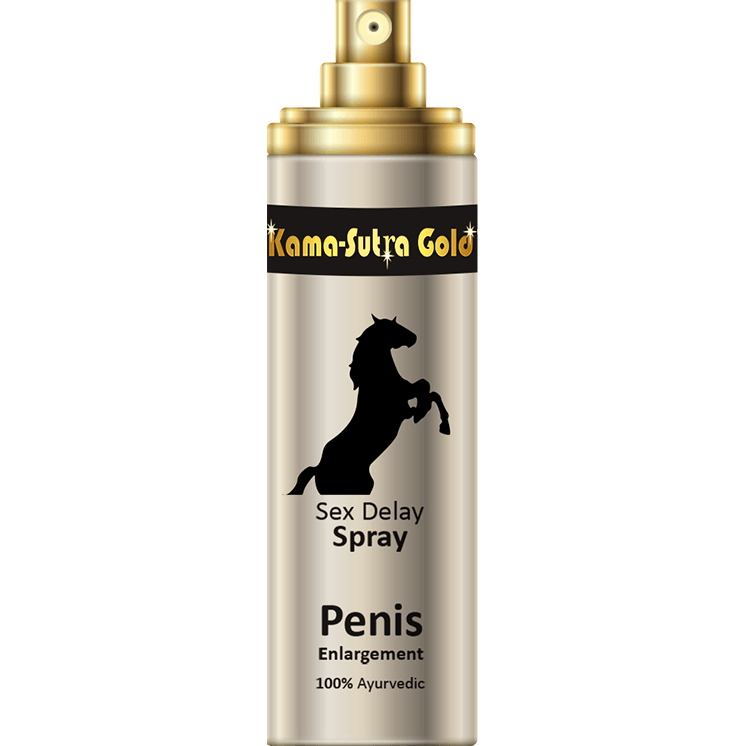 Kama-Sutra Gold
Sex Delay
Spray
Penis
Enlargement
100% Ayurvedic